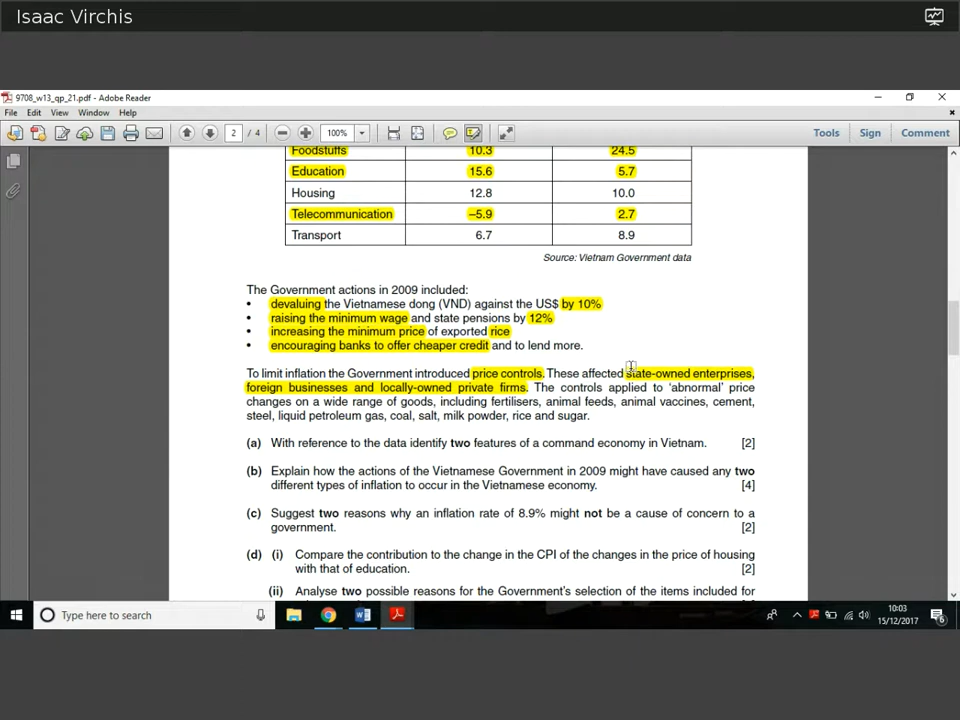 Isaac Virchis
9708_w13_qp_21.pdf - Adobe Reader
File Edit View Window Help
2 / 4 100% Tools Sign Comment
Foodstuffs 10.3 24.5
Education 15.6 5.7
Housing 12.8 10.0
Telecommunication –5.9 2.7
Transport 6.7 8.9
Source: Vietnam Government data
The Government actions in 2009 included:
• devaluing the Vietnamese dong (VND) against the US$ by 10%
• raising the minimum wage and state pensions by 12%
• increasing the minimum price of exported rice
• encouraging banks to offer cheaper credit and to lend more.
To limit inflation the Government introduced price controls. These affected state-owned enterprises,
foreign businesses and locally-owned private firms. The controls applied to ‘abnormal’ price
changes on a wide range of goods, including fertilisers, animal feeds, animal vaccines, cement,
steel, liquid petroleum gas, coal, salt, milk powder, rice and sugar.
(a) With reference to the data identify two features of a command economy in Vietnam. [2]
(b) Explain how the actions of the Vietnamese Government in 2009 might have caused any two
different types of inflation to occur in the Vietnamese economy. [4]
(c) Suggest two reasons why an inflation rate of 8.9% might not be a cause of concern to a
government. [2]
(d) (i) Compare the contribution to the change in the CPI of the changes in the price of housing
with that of education. [2]
(ii) Analyse two possible reasons for the Government’s selection of the items included for
Type here to search
10:03
15/12/2017
6